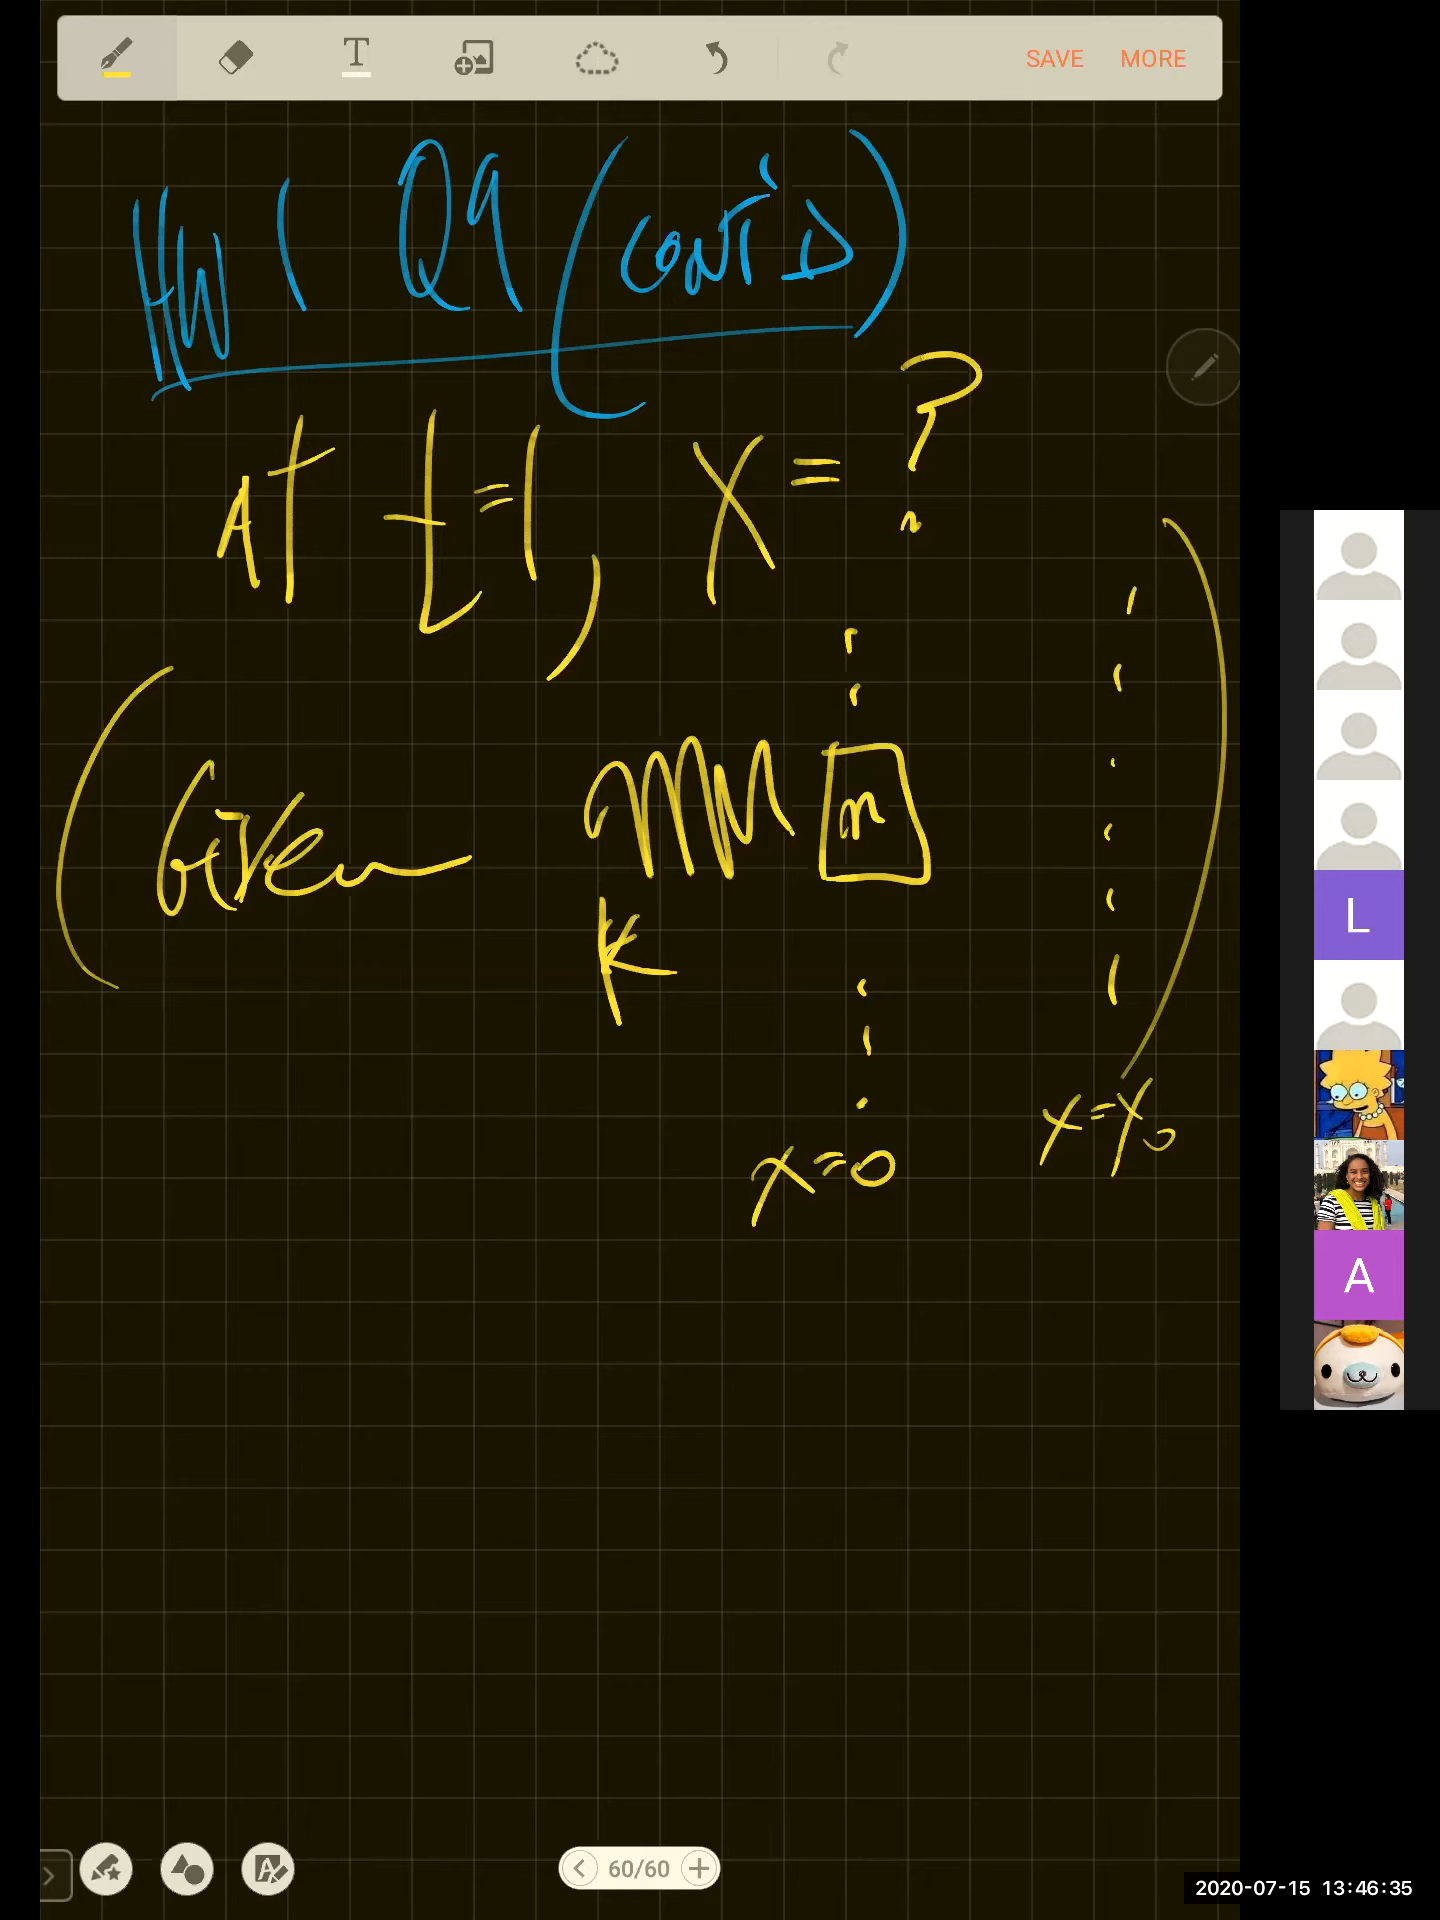 T
SAVE MORE
HW 1 Q9 (CONT'D)
AT t=1, X= ?
(Given
m
K
x=0
x=x₀)
L
A
A
60/60
2020-07-15 13:46:35